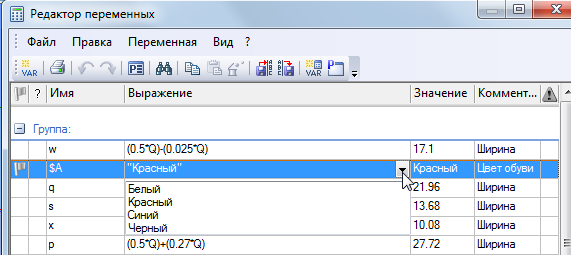 Редактор переменных
Файл Правка Переменная Вид ?
VAR P= VAR P
? Имя Выражение Значение Коммент...
Группа:
w (0.5*Q)-(0.025*Q) 17.1 Ширина
$A "Красный" Красный Цвет обуви
q Белый 21.96 Ширина
Красный
s Синий 13.68 Ширина
x Черный 10.08 Ширина
p (0.5*Q)+(0.27*Q) 27.72 Ширина